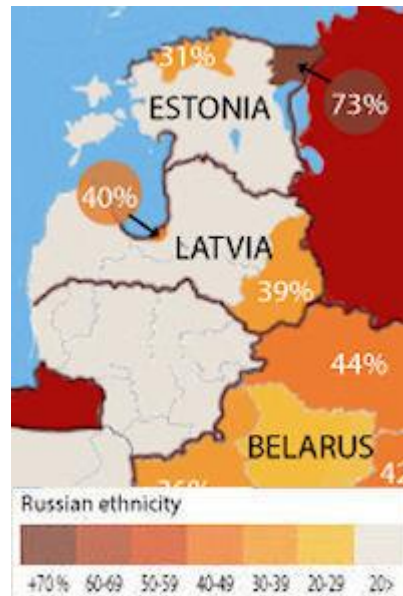 31%
ESTONIA
73%
40%
LATVIA
39%
44%
BELARUS
Russian ethnicity
+70% 60-69 50-59 40-49 30-39 20-29 20>